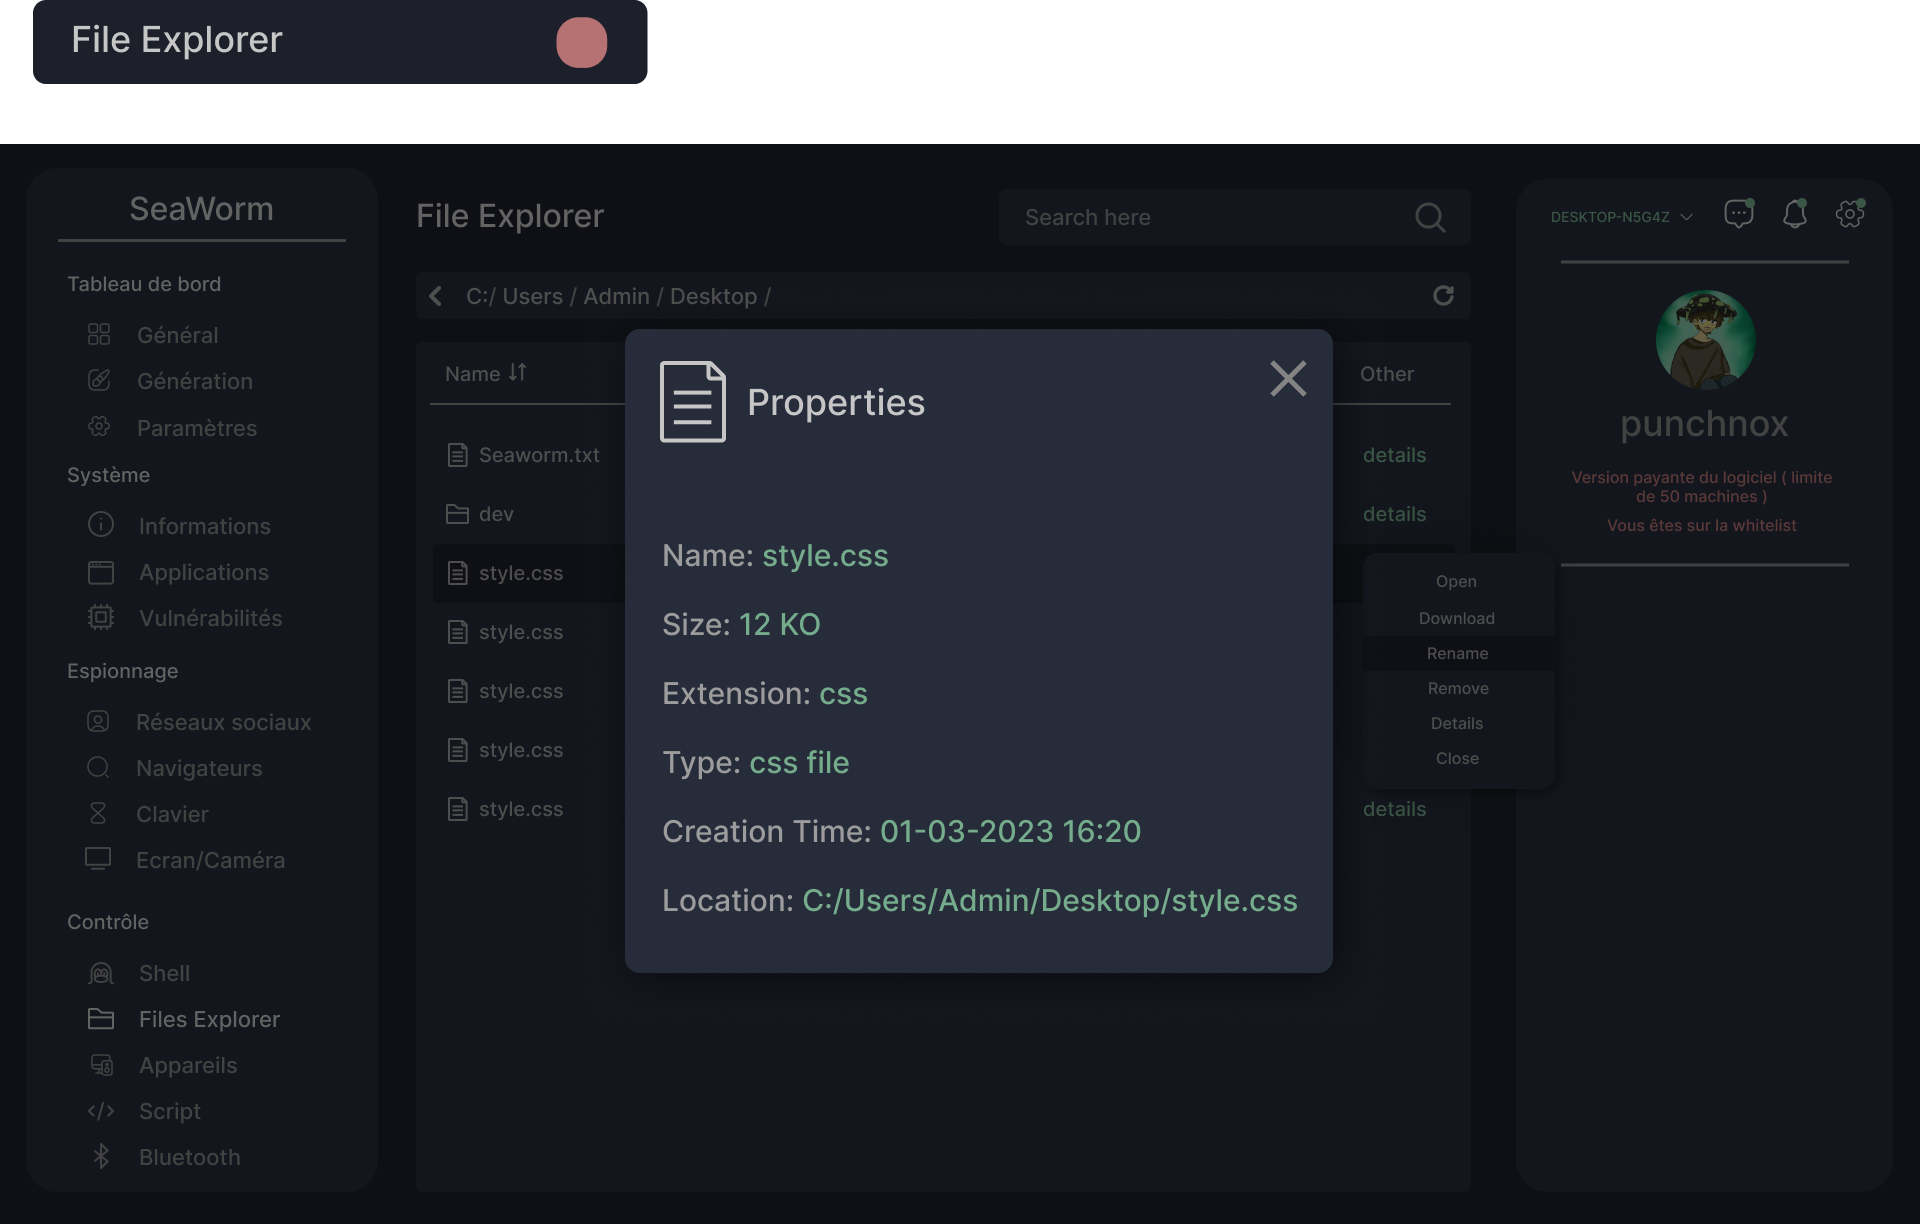 File Explorer
SeaWorm
Tableau de bord
Général
Génération
Paramètres
Système
Informations
Applications
Vulnérabilités
Espionnage
Réseaux sociaux
Navigateurs
Clavier
Ecran/Caméra
Contrôle
Shell
Files Explorer
Appareils
Script
Bluetooth
File Explorer
Search here
C:/ Users / Admin / Desktop /
Name
Other
Seaworm.txt
details
dev
details
style.css
style.css
style.css
style.css
style.css
details
Properties
Name: style.css
Size: 12 KO
Extension: css
Type: css file
Creation Time: 01-03-2023 16:20
Location: C:/Users/Admin/Desktop/style.css
Open
Download
Rename
Remove
Details
Close
DESKTOP-N5G4Z
punchnox
Version payante du logiciel ( limite
de 50 machines )
Vous êtes sur la whitelist